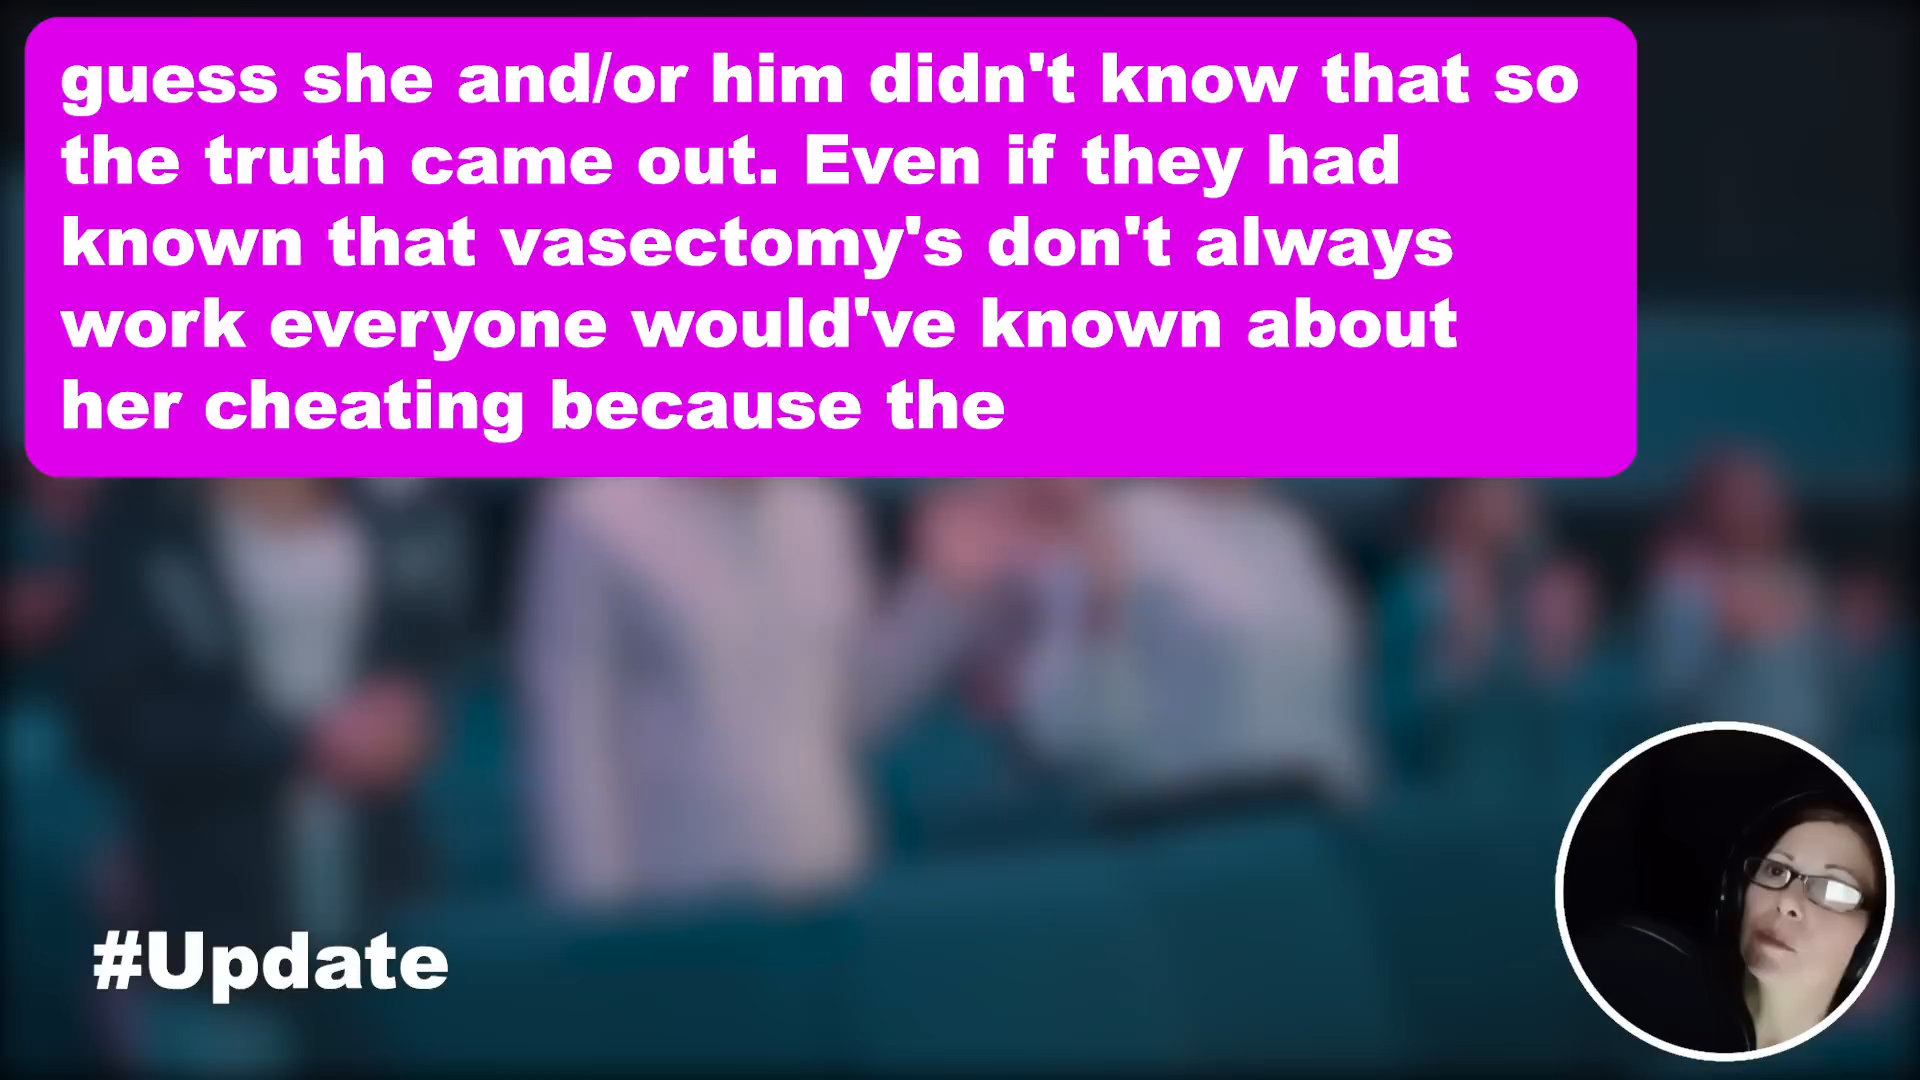 guess she and/or him didn't know that so
the truth came out. Even if they had
known that vasectomy's don't always
work everyone would've known about
her cheating because the
#Update